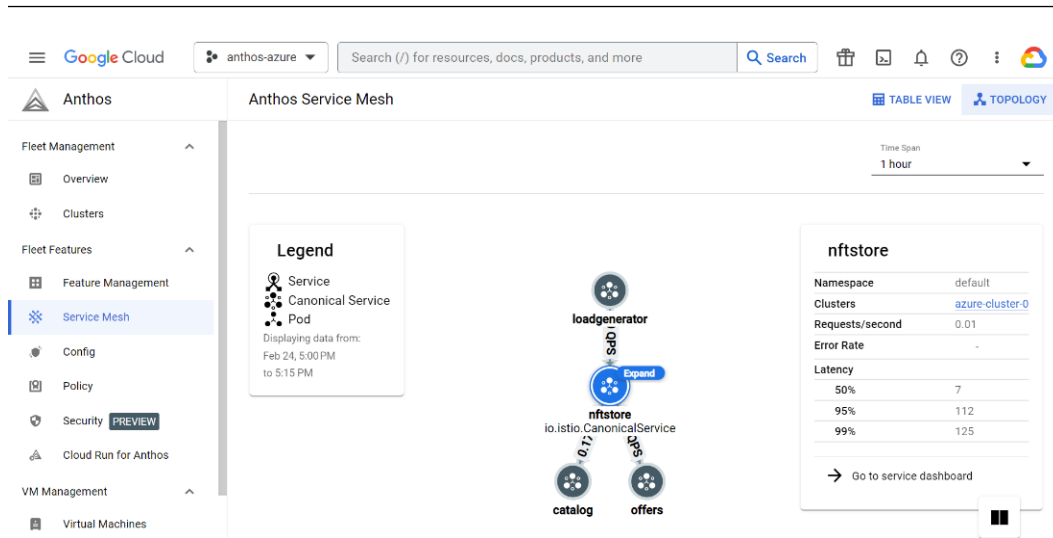 Google Cloud
anthos-azure
Search (/) for resources, docs, products, and more
Search
Anthos
Anthos Service Mesh
TABLE VIEW
TOPOLOGY
Fleet Management
Overview
Clusters
Fleet Features
Feature Management
Service Mesh
Config
Policy
Security PREVIEW
Cloud Run for Anthos
VM Management
Virtual Machines
Time Span
1 hour
Legend
Service
Canonical Service
Pod
Displaying data from:
Feb 24, 5:00 PM
to 5:15 PM
loadgenerator
QPS
Expand
nftstore
io.istio.CanonicalService
0.17
QPS
catalog
offers
nftstore
Namespace default
Clusters azure-cluster-0
Requests/second 0.01
Error Rate -
Latency
50% 7
95% 112
99% 125
Go to service dashboard